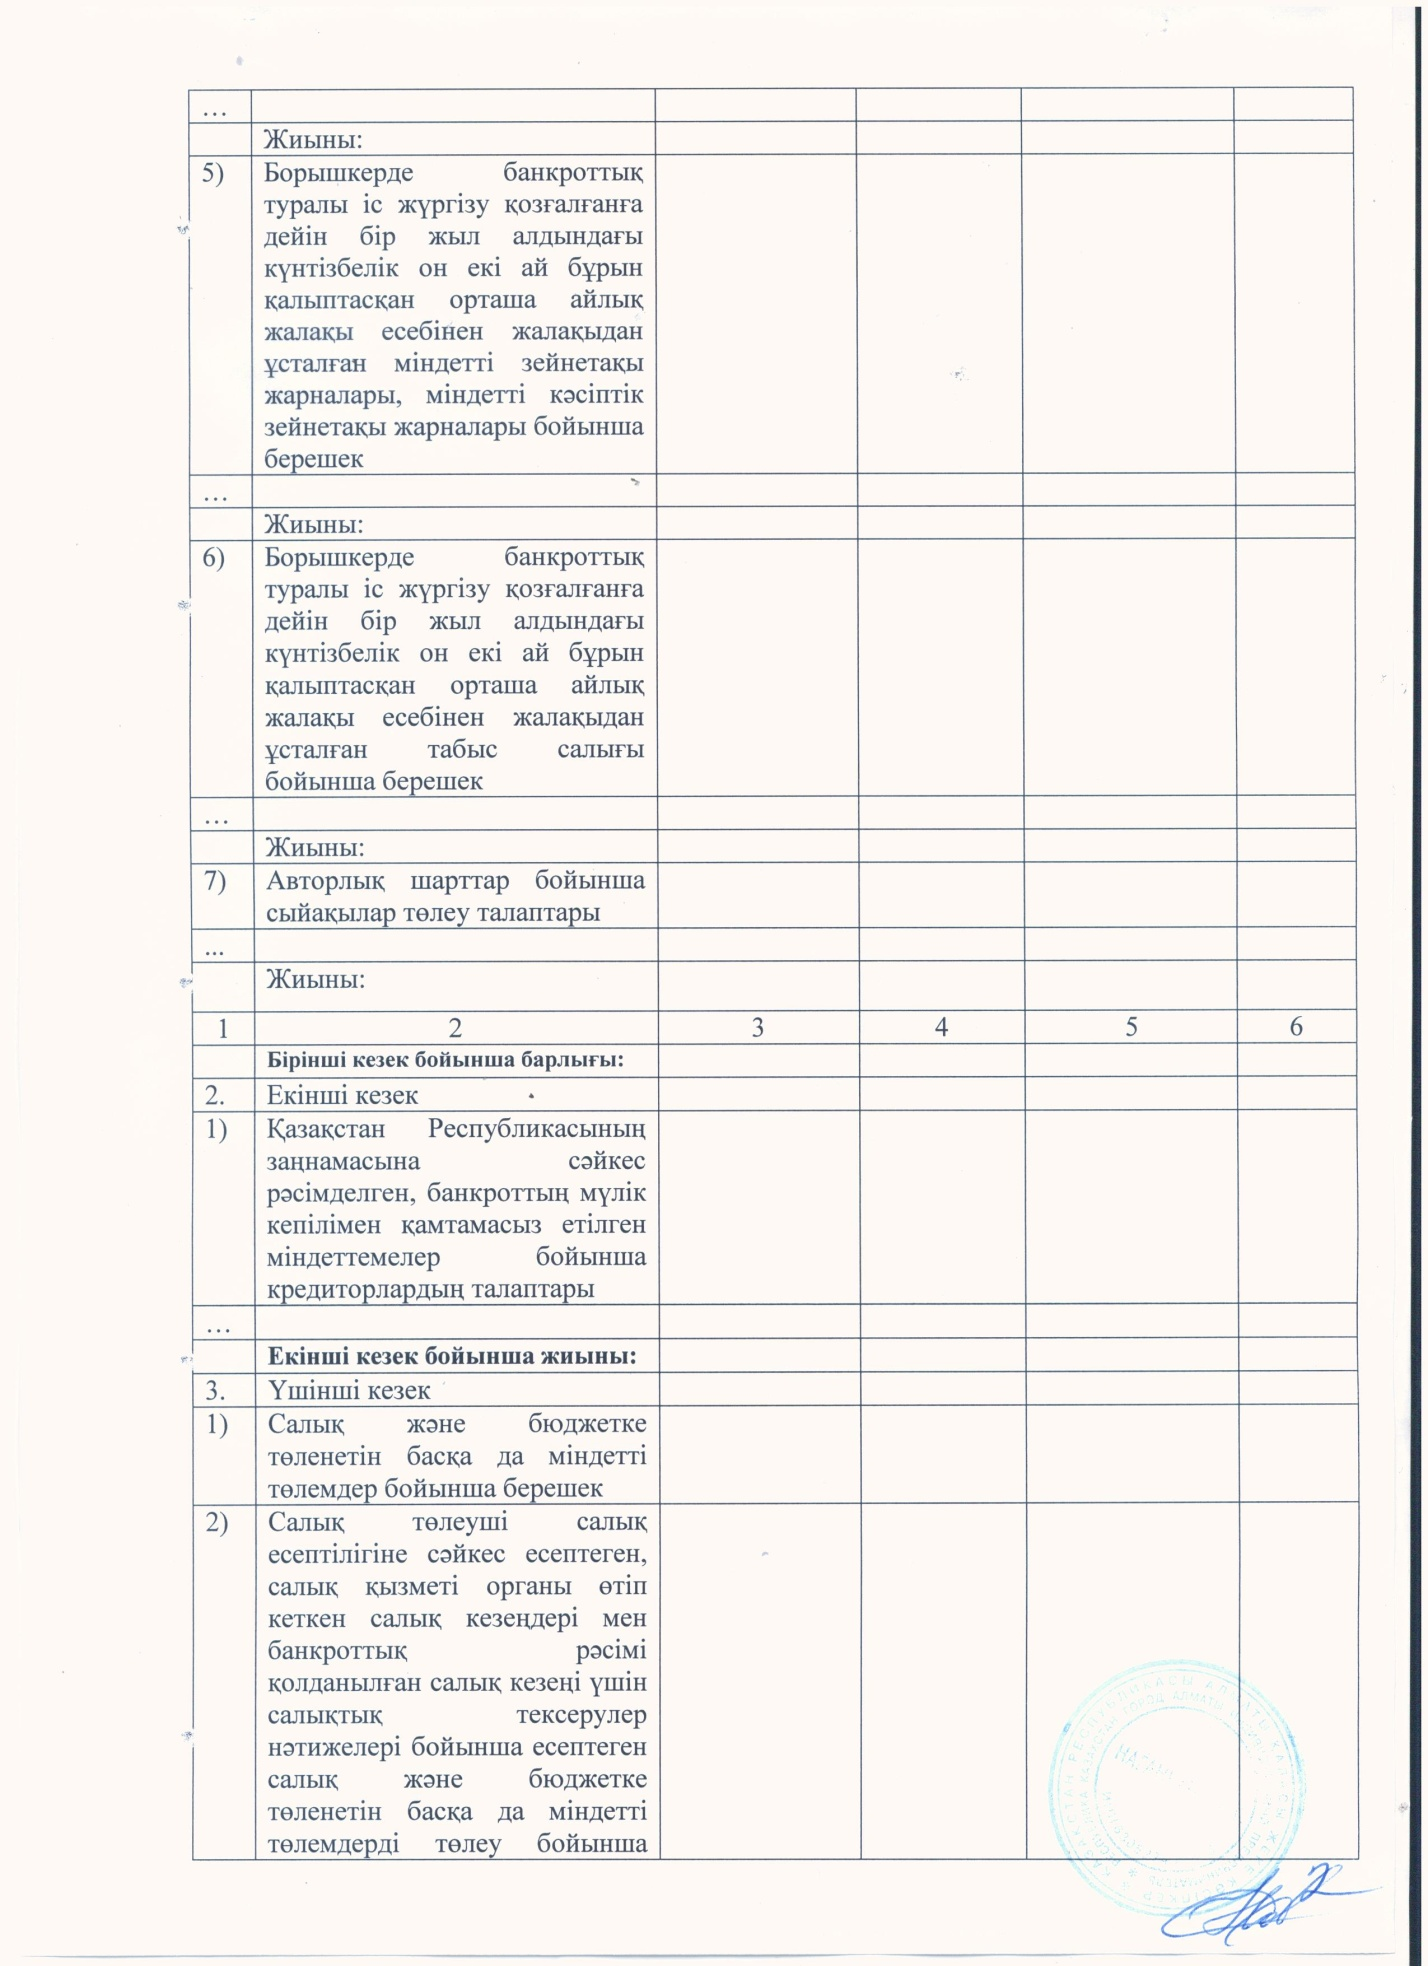 …
Жиыны:
5) Борышкерде банкроттық
туралы іс жүргізу қозғалғанға
дейін бір жыл алдындағы
күнтізбелік он екі ай бұрын
қалыптасқан орташа айлық
жалақы есебінен жалақыдан
ұсталған міндетті зейнетақы
жарналары, міндетті кәсіптік
зейнетақы жарналары бойынша
берешек
…
Жиыны:
6) Борышкерде банкроттық
туралы іс жүргізу қозғалғанға
дейін бір жыл алдындағы
күнтізбелік он екі ай бұрын
қалыптасқан орташа айлық
жалақы есебінен жалақыдан
ұсталған табыс салығы
бойынша берешек
…
Жиыны:
7) Авторлық шарттар бойынша
сыйақылар төлеу талаптары
...
Жиыны:
1 2 3 4 5 6
Бірінші кезек бойынша барлығы:
2. Екінші кезек
1) Қазақстан Республикасының
заңнамасына сәйкес
рәсімделген, банкроттың мүлік
кепілімен қамтамасыз етілген
міндеттемелер бойынша
кредиторлардың талаптары
…
Екінші кезек бойынша жиыны:
3. Үшінші кезек
1) Салық және бюджетке
төленетін басқа да міндетті
төлемдер бойынша берешек
2) Салық төлеуші салық
есептілігіне сәйкес есептеген,
салық қызметі органы өтіп
кеткен салық кезеңдері мен
банкроттық рәсімі
қолданылған салық кезеңі үшін
салықтық тексерулер
нәтижелері бойынша есептеген
салық және бюджетке
төленетін басқа да міндетті
төлемдерді төлеу бойынша